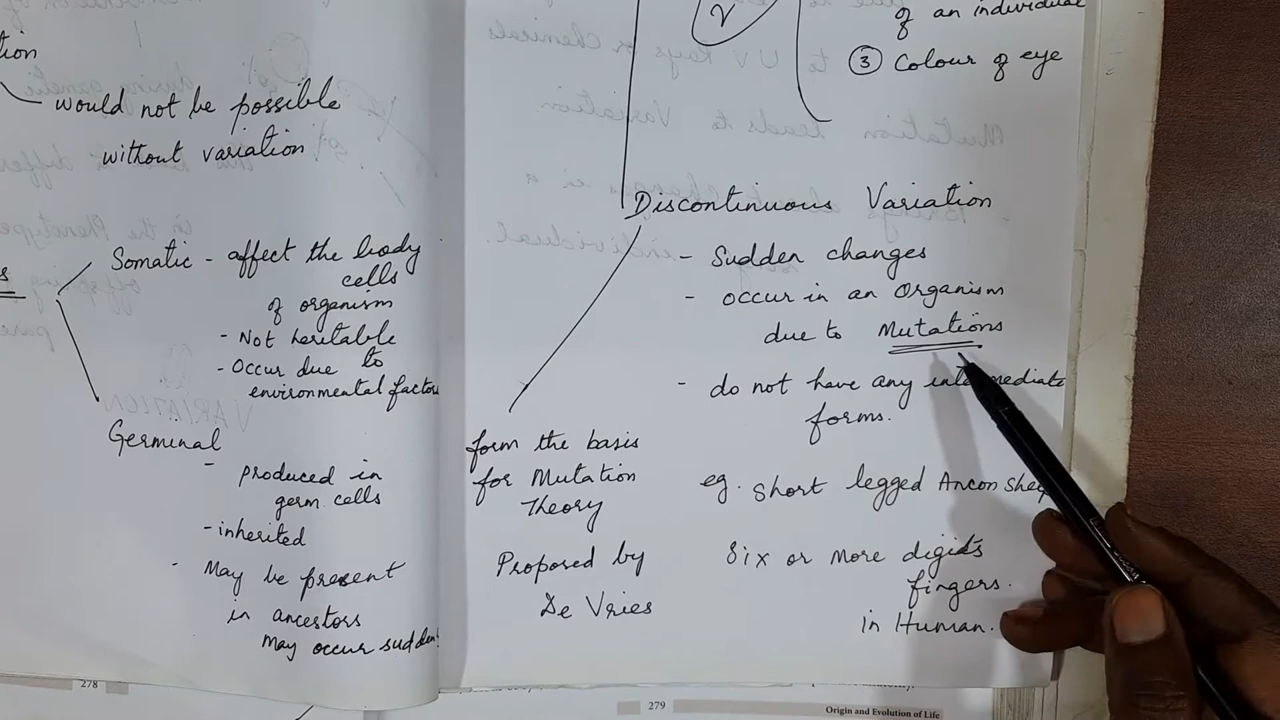 tion
would not be possible
without variation
s
Somatic - affect the body
cells
of organism
- Not heritable
- Occur due to
environmental factors
Germinal
- produced in
germ cells
- inherited
- May be present
in ancestors
may occur sudden
278
of an individual
③ Colour of eye
Discontinuous Variation
- Sudden changes
- occur in an Organism
due to Mutations
- do not have any intermediate
forms.
eg. Short legged Ancon sheep
Six or more digits
fingers.
in Human.
form the basis
for Mutation
Theory
Proposed by
De Vries
279
Origin and Evolution of Life